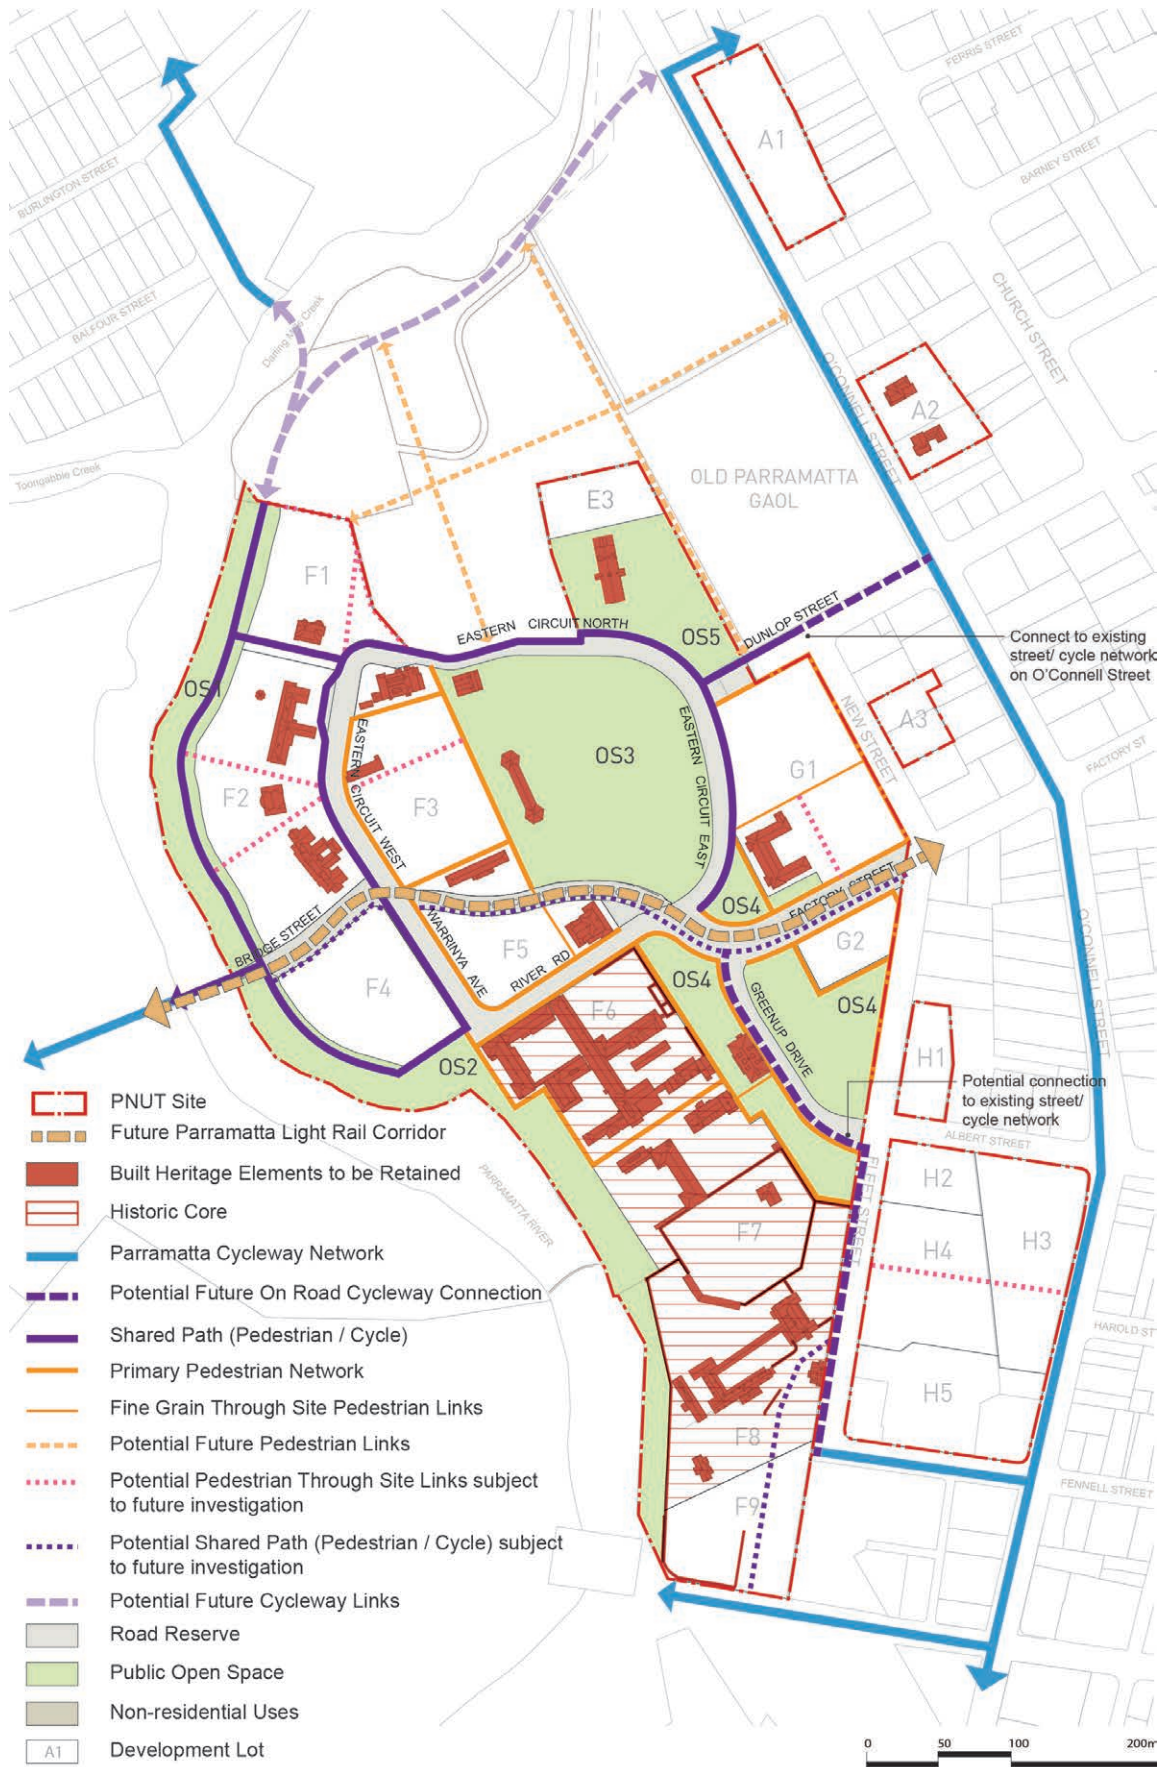 FERRIS STREET
A1
BARNEY STREET
BURLINGTON STREET
CHURCH STREET
BALFOUR STREET
Darling Mills Creek
O'CONNELL STREET
A2
Toongabbie Creek
OLD PARRAMATTA
GAOL
E3
F1
EASTERN CIRCUIT NORTH
OS5
DUNLOP STREET
Connect to existing
street/ cycle network
on O'Connell Street
OS1
A3
NEW STREET
FACTORY ST
EASTERN CIRCUIT WEST
OS3
EASTERN CIRCUIT EAST
G1
F2
F3
OS4
FACTORY STREET
BRIDGE STREET
WARRINYA AVE
F5
RIVER RD
G2
F4
OS4
OS4
GREENUP DRIVE
O'CONNELL STREET
F6
OS2
H1
Potential connection
to existing street/
cycle network
ALBERT STREET
FLEET STREET
H2
PARRAMATTA RIVER
F7
H4
H3
HAROLD ST
H5
F8
FENNELL STREET
F9
PNUT Site
Future Parramatta Light Rail Corridor
Built Heritage Elements to be Retained
Historic Core
Parramatta Cycleway Network
Potential Future On Road Cycleway Connection
Shared Path (Pedestrian / Cycle)
Primary Pedestrian Network
Fine Grain Through Site Pedestrian Links
Potential Future Pedestrian Links
Potential Pedestrian Through Site Links subject
to future investigation
Potential Shared Path (Pedestrian / Cycle) subject
to future investigation
Potential Future Cycleway Links
Road Reserve
Public Open Space
Non-residential Uses
A1 Development Lot
0 50 100 200m